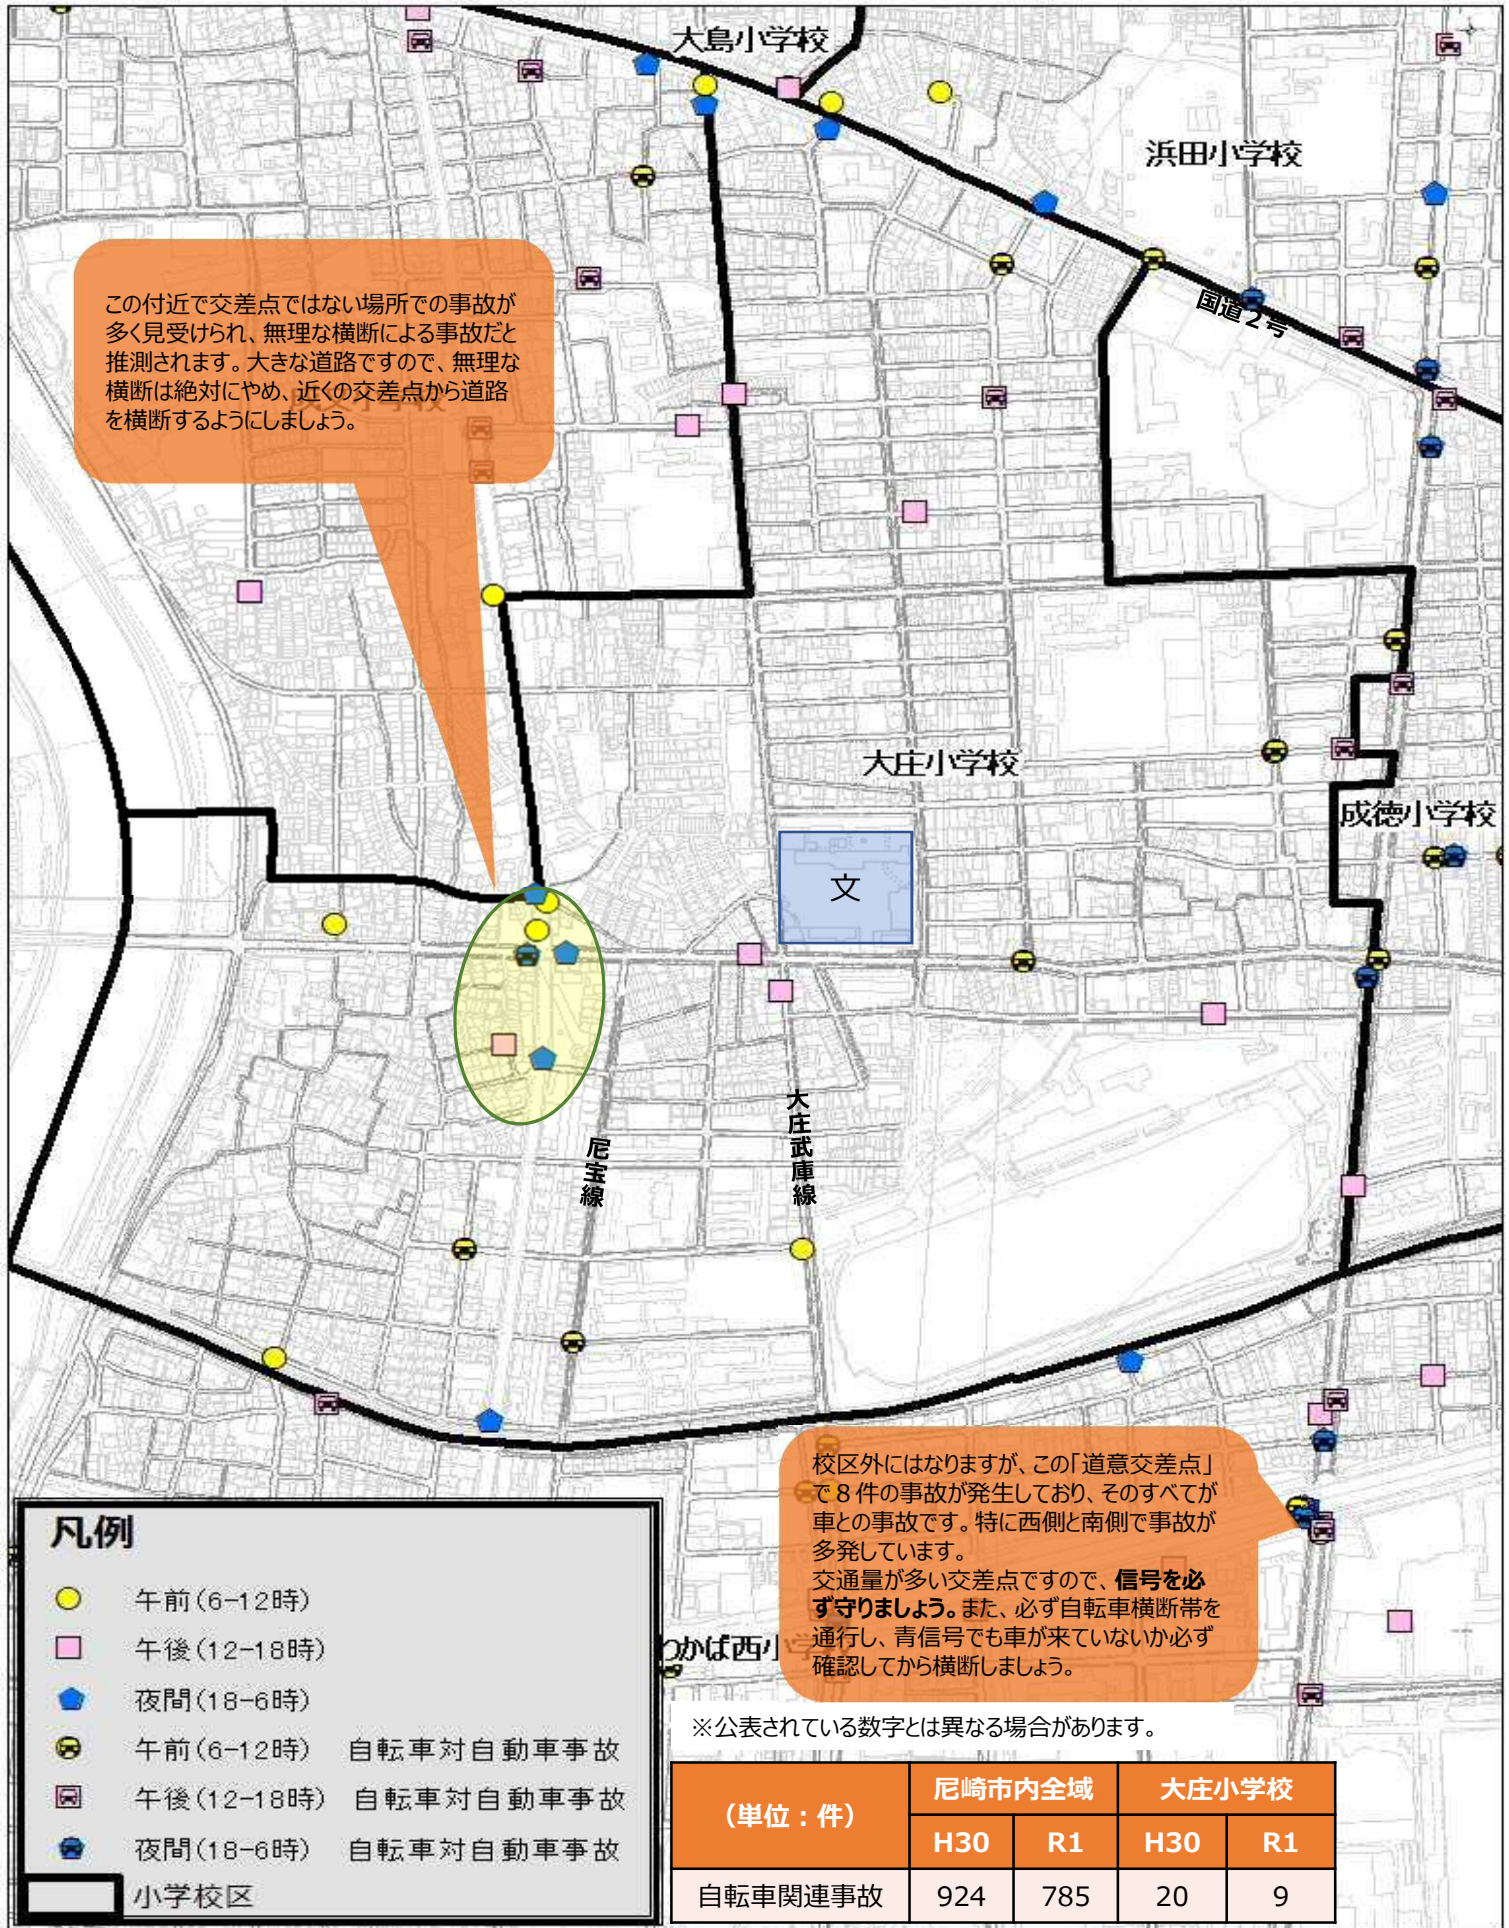 大島小学校
浜田小学校
国道2号
この付近で交差点ではない場所での事故が
多く見受けられ、無理な横断による事故だと
推測されます。大きな道路ですので、無理な
横断は絶対にやめ、近くの交差点から道路
を横断するようにしましょう。
大庄小学校
成徳小学校
文
大庄武庫線
尼宝線
校区外にはなりますが、この「道意交差点」
で8件の事故が発生しており、そのすべてが
車との事故です。特に西側と南側で事故が
多発しています。
交通量が多い交差点ですので、信号を必
ず守りましょう。また、必ず自転車横断帯を
通行し、青信号でも車が来ていないか必ず
確認してから横断しましょう。
わかば西小学校
凡例
午前(6-12時)
午後(12-18時)
夜間(18-6時)
午前(6-12時) 自転車対自動車事故
午後(12-18時) 自転車対自動車事故
夜間(18-6時) 自転車対自動車事故
小学校区
※公表されている数字とは異なる場合があります。
(単位:件) 尼崎市内全域 大庄小学校
H30 R1 H30 R1
自転車関連事故 924 785 20 9